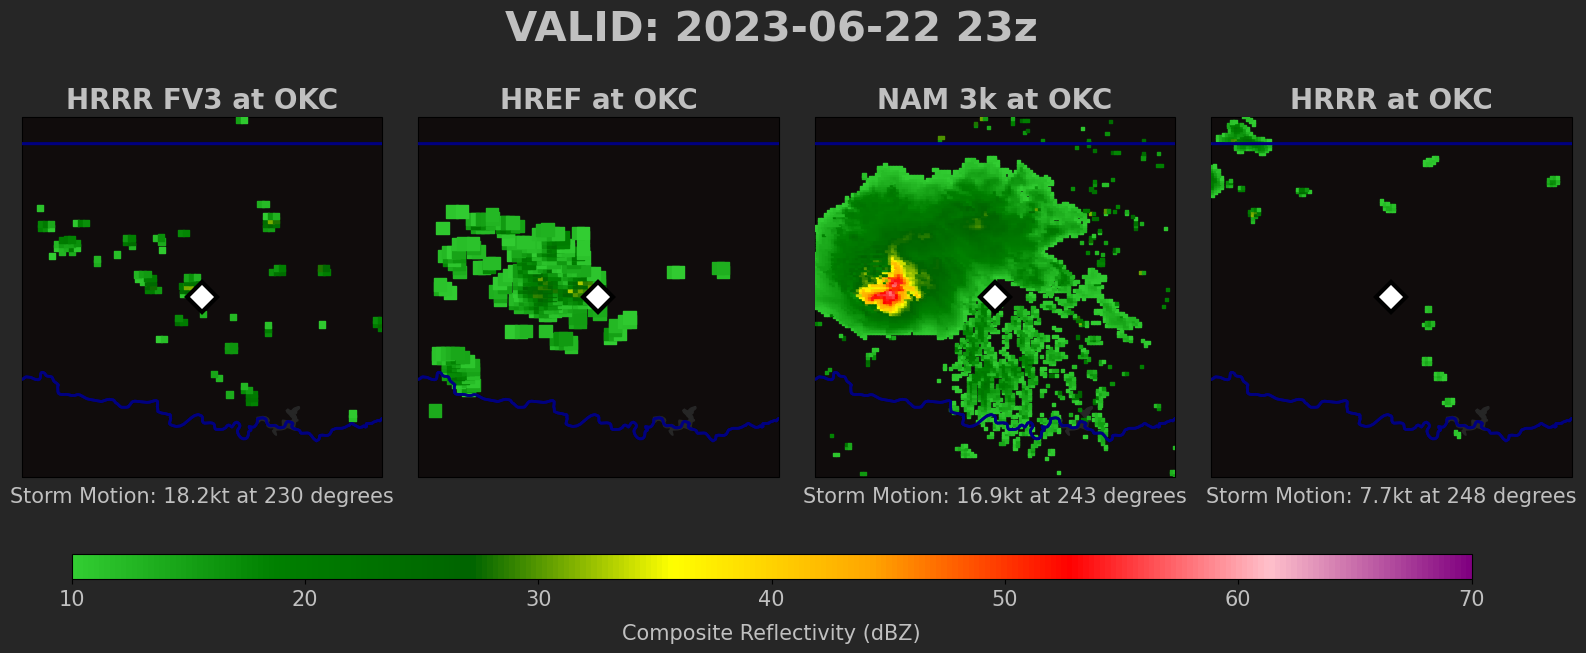 VALID: 2023-06-22 23z
HRRR FV3 at OKC
HREF at OKC
NAM 3k at OKC
HRRR at OKC
Storm Motion: 18.2kt at 230 degrees
Storm Motion: 16.9kt at 243 degrees
Storm Motion: 7.7kt at 248 degrees
10 20 30 40 50 60 70
Composite Reflectivity (dBZ)